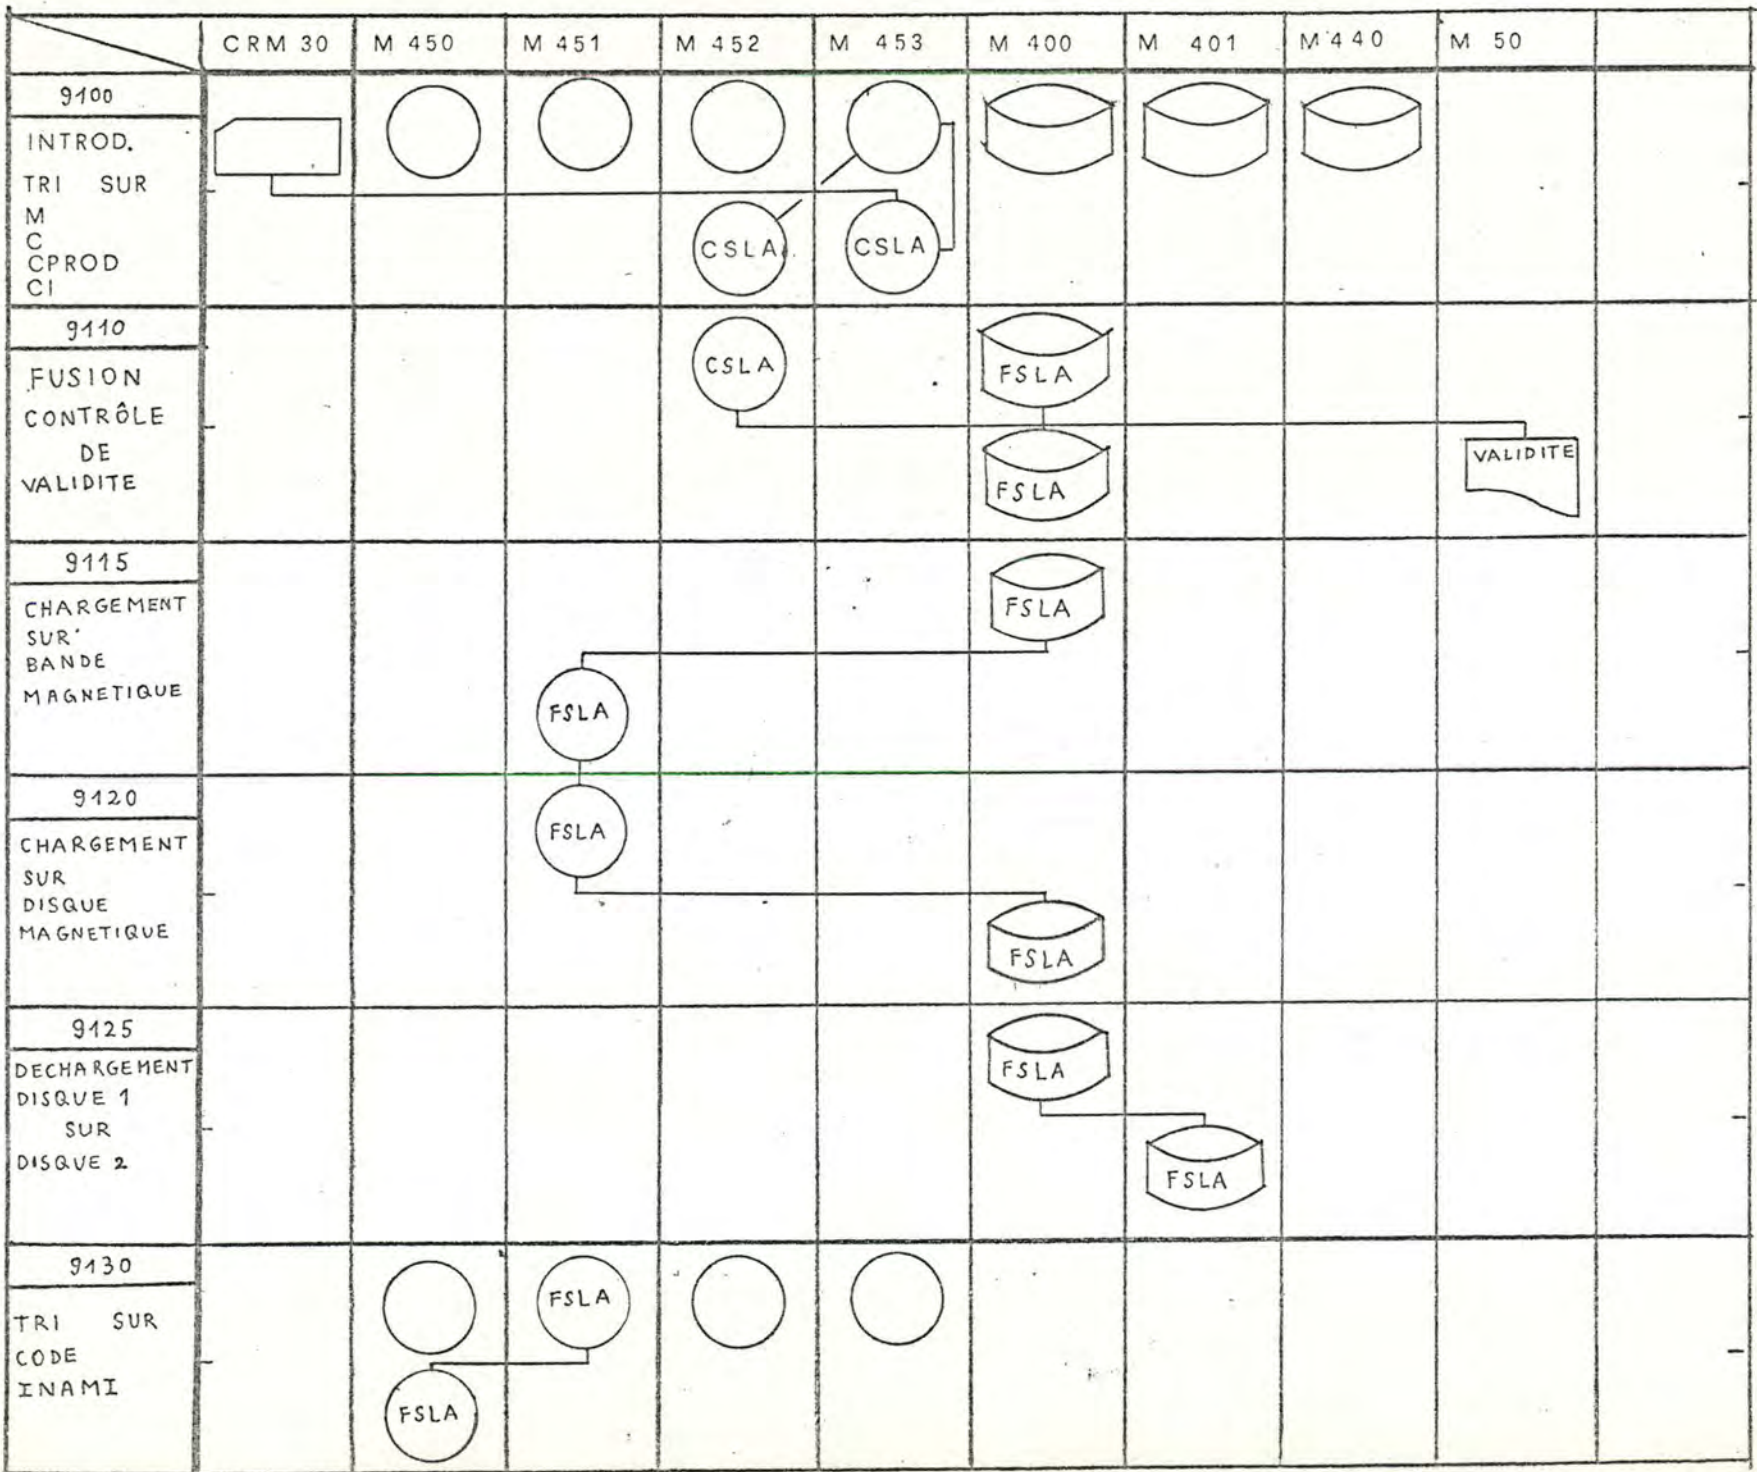 CRM 30 M 450 M 451 M 452 M 453 M 400 M 401 M 440 M 50
9100
INTROD.
TRI SUR
M
C
CPROD
CI
CSLA CSLA
9110
FUSION
CONTRÔLE
DE
VALIDITE
CSLA FSLA
FSLA VALIDITE
9115
CHARGEMENT
SUR
BANDE
MAGNETIQUE
FSLA
FSLA
9120
CHARGEMENT
SUR
DISQUE
MAGNETIQUE
FSLA
FSLA
9125
DECHARGEMENT
DISQUE 1
SUR
DISQUE 2
FSLA
FSLA
9130
TRI SUR
CODE
INAMI
FSLA
FSLA